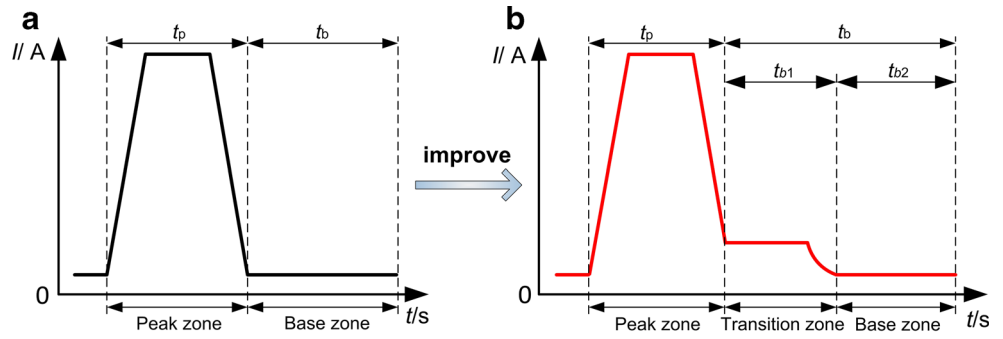 a
tp
tb
I/ A
0
Peak zone
Base zone
t/s
improve
b
tp
tb
I/ A
tb1
tb2
0
Peak zone
Transition zone
Base zone
t/s